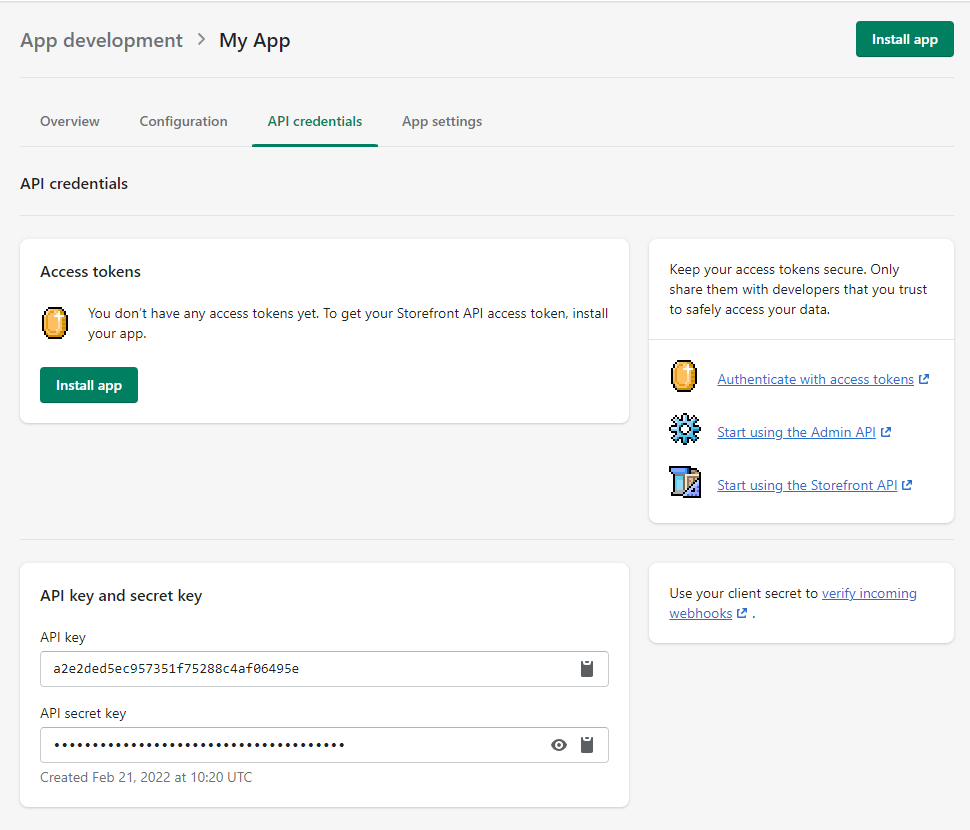 App development > My App
Install app
Overview
Configuration
API credentials
App settings
API credentials
Access tokens
You don't have any access tokens yet. To get your Storefront API access token, install
your app.
Install app
Keep your access tokens secure. Only
share them with developers that you trust
to safely access your data.
Authenticate with access tokens
Start using the Admin API
Start using the Storefront API
API key and secret key
API key
a2e2ded5ec957351f75288c4af06495e
API secret key
••••••••••••••••••••••••••••••••••••••
Created Feb 21, 2022 at 10:20 UTC
Use your client secret to verify incoming
webhooks .